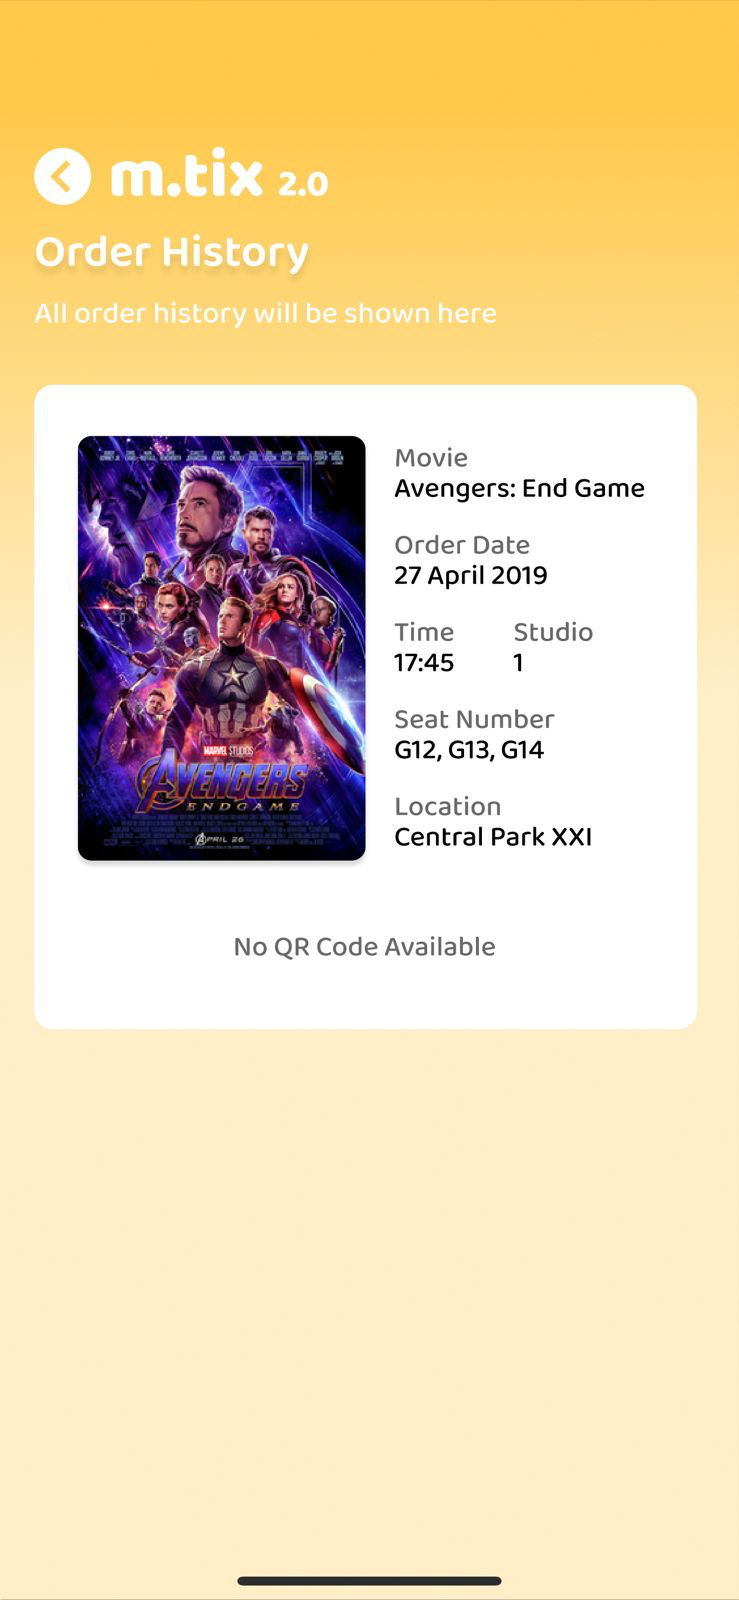 m.tix 2.0
Order History
All order history will be shown here
Movie
Avengers: End Game
Order Date
27 April 2019
Time Studio
17:45 1
Seat Number
G12, G13, G14
Location
Central Park XXI
MARVEL STUDIOS
AVENGERS
ENDGAME
APRIL 26
No QR Code Available